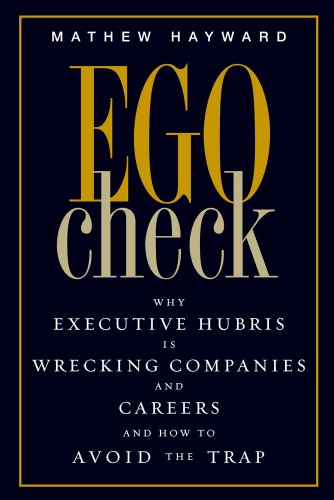 MATHEW HAYWARD
EGO
check
WHY
EXECUTIVE HUBRIS
IS
WRECKING COMPANIES
AND
CAREERS
AND HOW TO
AVOID THE TRAP